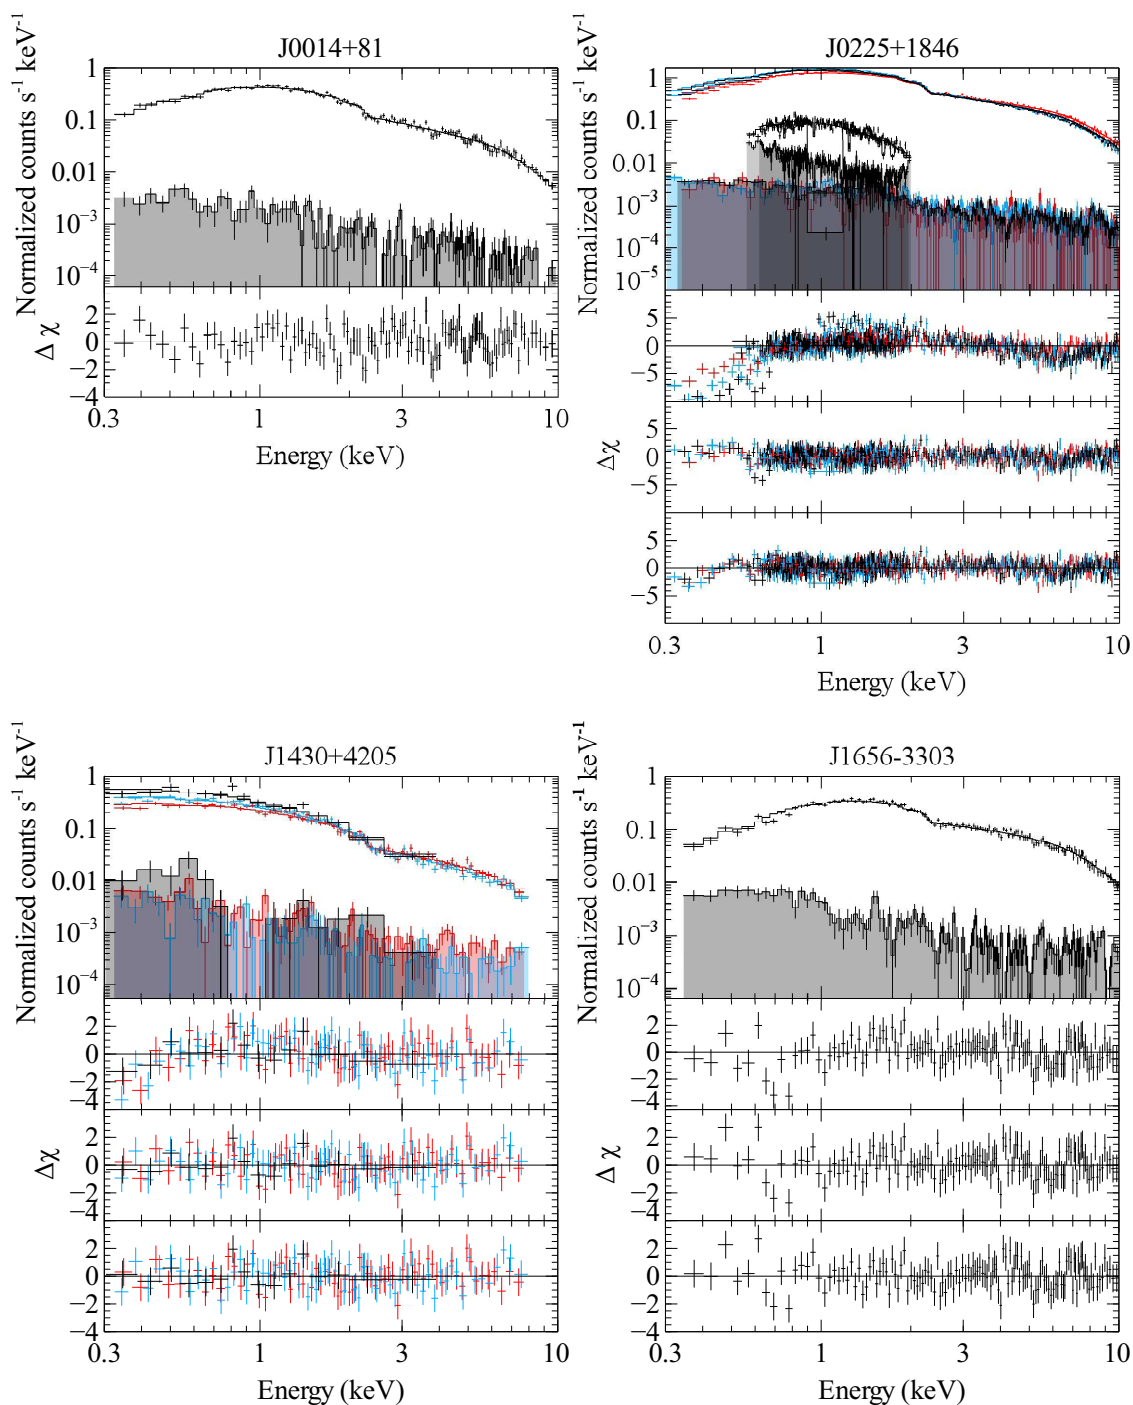 J0014+81
Normalized counts s⁻¹ keV⁻¹
1
0.1
0.01
10⁻³
10⁻⁴
Δ χ
2
0
−2
−4
0.3 1 3 10
Energy (keV)
J0225+1846
Normalized counts s⁻¹ keV⁻¹
1
0.1
0.01
10⁻³
10⁻⁴
10⁻⁵
5
0
−5
Δχ
5
0
−5
5
0
−5
0.3 1 3 10
Energy (keV)
J1430+4205
Normalized counts s⁻¹ keV⁻¹
1
0.1
0.01
10⁻³
10⁻⁴
2
0
−2
−4
Δχ
2
0
−2
−4
2
0
−2
−4
0.3 1 3 10
Energy (keV)
J1656-3303
Normalized counts s⁻¹ keV⁻¹
1
0.1
0.01
10⁻³
10⁻⁴
2
0
−2
−4
Δ χ
2
0
−2
−4
2
0
−2
−4
0.3 1 3 10
Energy (keV)